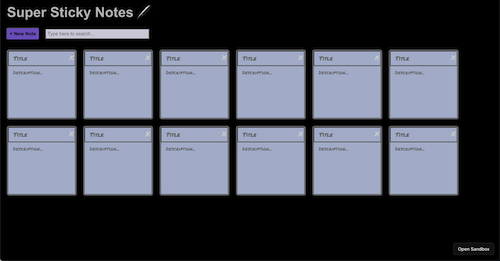 Super Sticky Notes
+ New Note
Type here to search...
Title X Title X Title X Title X Title X Title X
Description... Description... Description... Description... Description... Description...
Title X Title X Title X Title X Title X Title X
Description... Description... Description... Description... Description... Description...
Open Sandbox